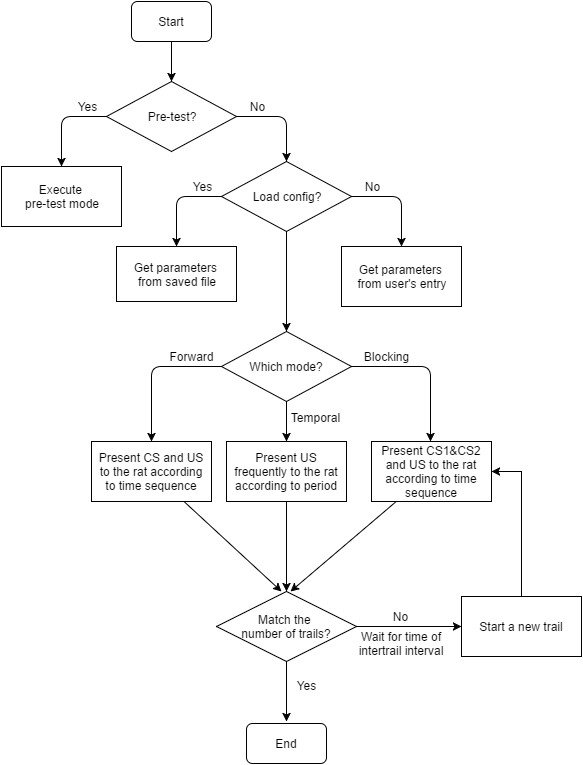 Start
Pre-test?
Yes
No
Execute
pre-test mode
Load config?
Yes
No
Get parameters
from saved file
Get parameters
from user's entry
Which mode?
Forward
Blocking
Temporal
Present CS and US
to the rat according
to time sequence
Present US
frequently to the rat
according to period
Present CS1&CS2
and US to the rat
according to time
sequence
Match the
number of trails?
No
Wait for time of
intertrail interval
Start a new trail
Yes
End